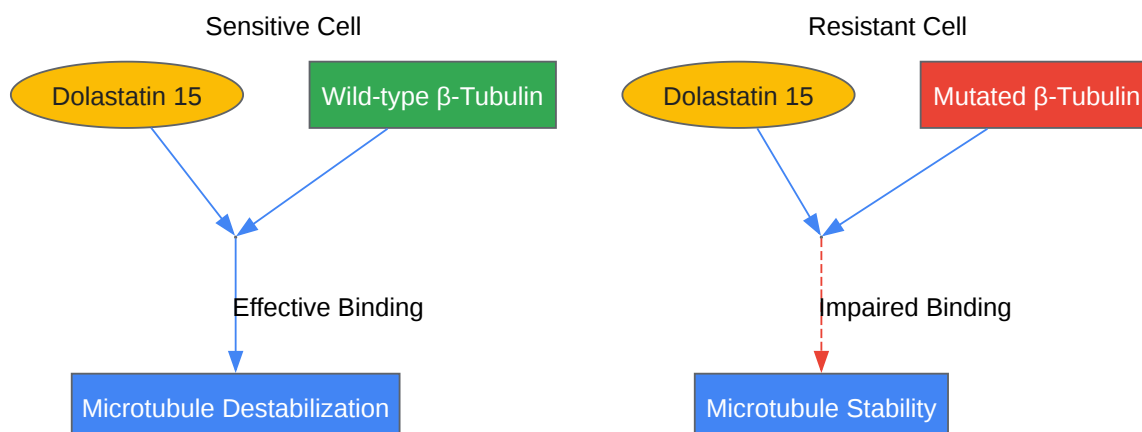 Sensitive Cell
Dolastatin 15
Wild-type β-Tubulin
Effective Binding
Microtubule Destabilization
Resistant Cell
Dolastatin 15
Mutated β-Tubulin
Impaired Binding
Microtubule Stability